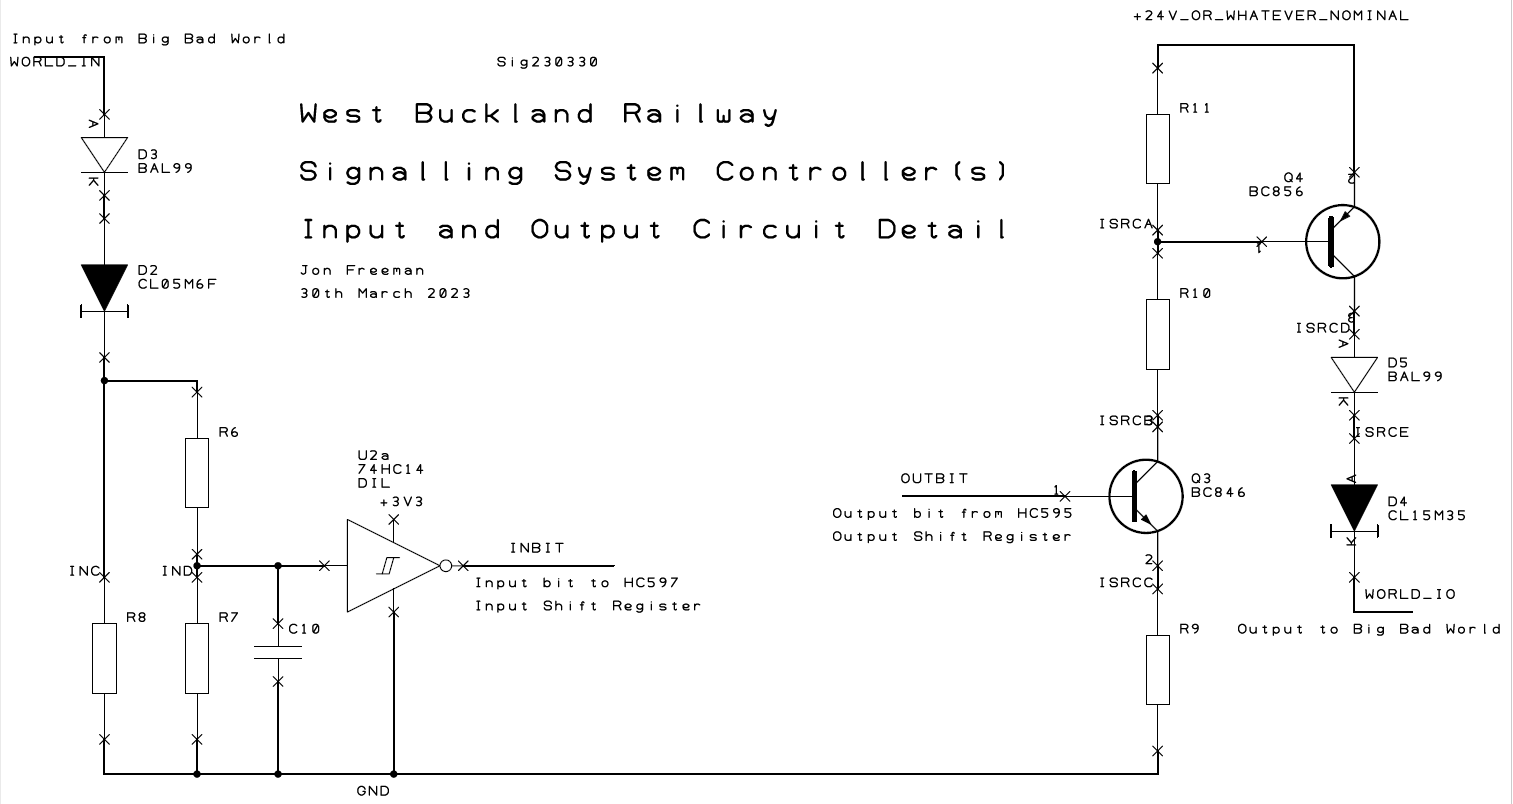 +24V_OR_WHATEVER_NOMINAL
Input from Big Bad World
WORLD_IN
Sig230330
West Buckland Railway
Signalling System Controller(s)
Input and Output Circuit Detail
Jon Freeman
30th March 2023
A
D3
BAL99
K
D2
CL05M6F
R6
U2a
74HC14
DIL
+3V3
INBIT
Input bit to HC597
Input Shift Register
INC
IND
R8
R7
C10
GND
R11
Q4
BC856
2
ISRCA
1
R10
3
ISRCD
A
D5
BAL99
K
ISRCB
ISRCE
OUTBIT
1
Output bit from HC595
Output Shift Register
Q3
BC846
A
D4
CL15M35
K
2
ISRCC
WORLD_IO
R9
Output to Big Bad World